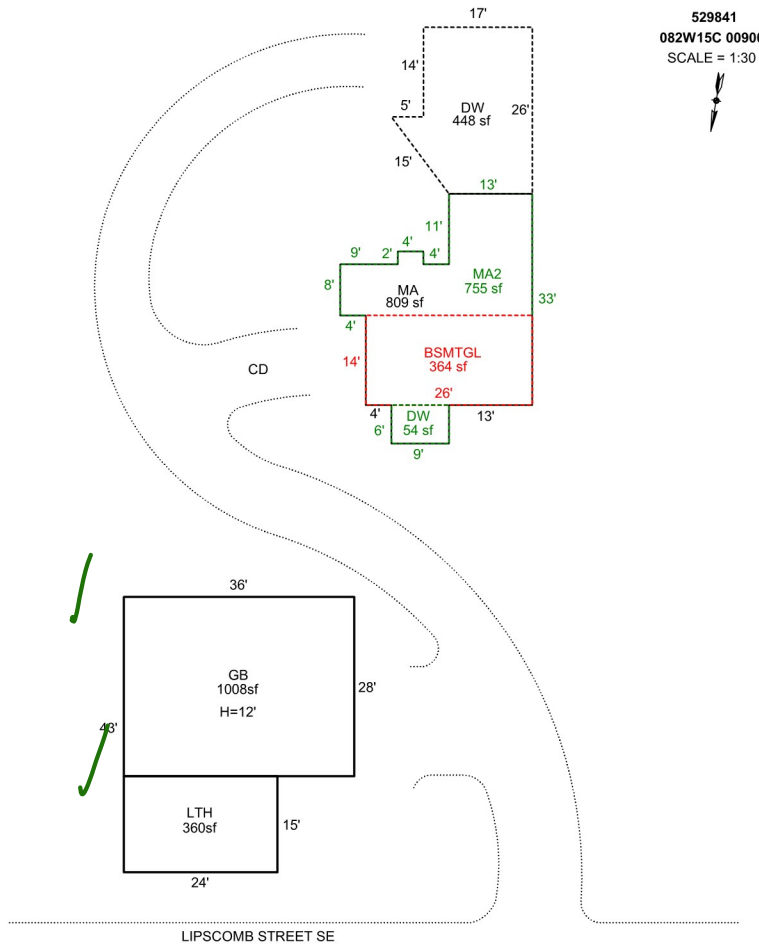 529841
082W15C 00900
SCALE = 1:30
17'
14'
5'
DW
448 sf
26'
15'
13'
11'
4'
9'
2'
4'
MA2
755 sf
8'
MA
809 sf
33'
4'
14'
BSMTGL
364 sf
CD
26'
4'
DW
54 sf
13'
6'
9'
36'
GB
1008sf
H=12'
28'
43'
LTH
360sf
15'
24'
LIPSCOMB STREET SE